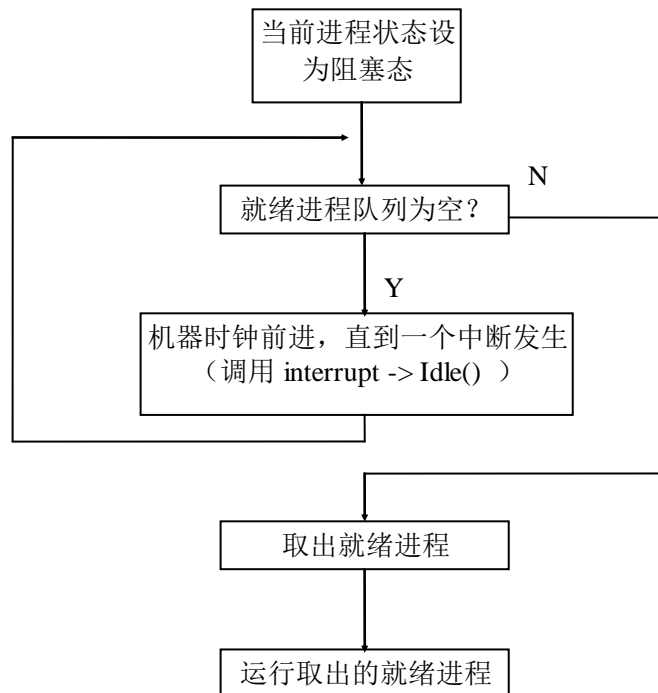 当前进程状态设
为阻塞态
N
就绪进程队列为空？
Y
机器时钟前进，直到一个中断发生
（调用 interrupt -> Idle() ）
取出就绪进程
运行取出的就绪进程